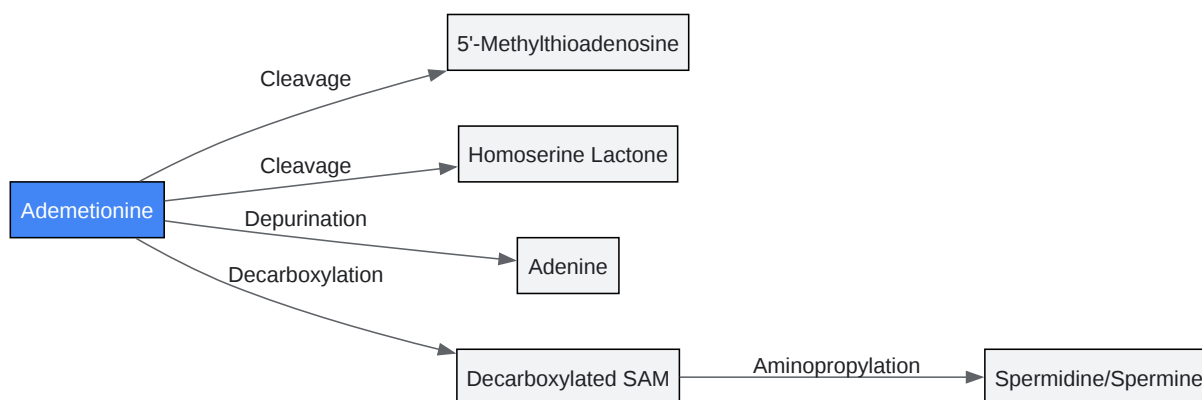 5'-Methylthioadenosine
Cleavage
Cleavage
Homoserine Lactone
Ademetionine
Depurination
Adenine
Decarboxylation
Decarboxylated SAM
Aminopropylation
Spermidine/Spermine